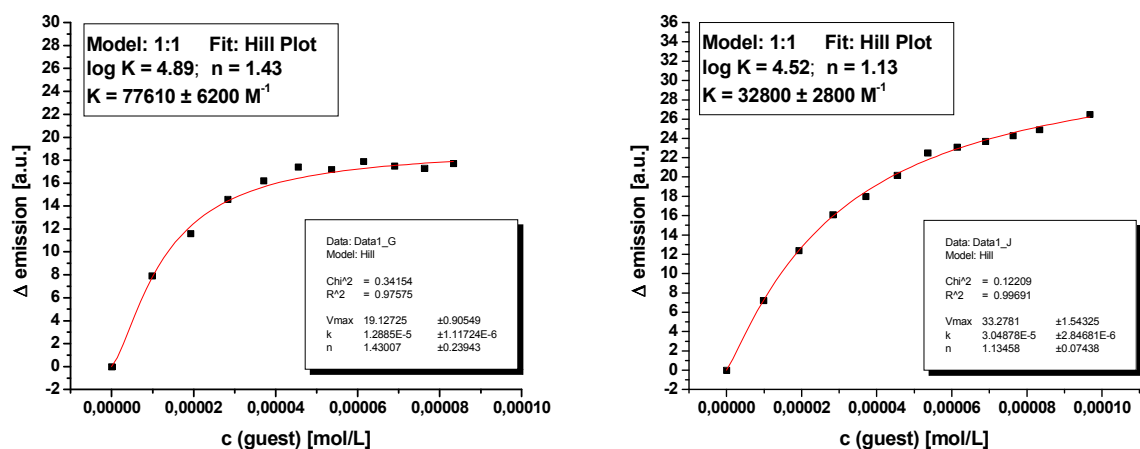 Model: 1:1 Fit: Hill Plot
log K = 4.89; n = 1.43
K = 77610 ± 6200 M⁻¹
Δ emission [a.u.]
30
28
26
24
22
20
18
16
14
12
10
8
6
4
2
0
-2
Data: Data1_G
Model: Hill
Chi^2 = 0.34154
R^2 = 0.97575
Vmax 19.12725 ±0.90549
k 1.2885E-5 ±1.11724E-6
n 1.43007 ±0.23943
0,00000 0,00002 0,00004 0,00006 0,00008 0,00010
c (guest) [mol/L]
Model: 1:1 Fit: Hill Plot
log K = 4.52; n = 1.13
K = 32800 ± 2800 M⁻¹
Δ emission [a.u.]
36
34
32
30
28
26
24
22
20
18
16
14
12
10
8
6
4
2
0
-2
Data: Data1_J
Model: Hill
Chi^2 = 0.12209
R^2 = 0.99691
Vmax 33.2781 ±1.54325
k 3.04878E-5 ±2.84681E-6
n 1.13458 ±0.07438
0,00000 0,00002 0,00004 0,00006 0,00008 0,00010
c (guest) [mol/L]